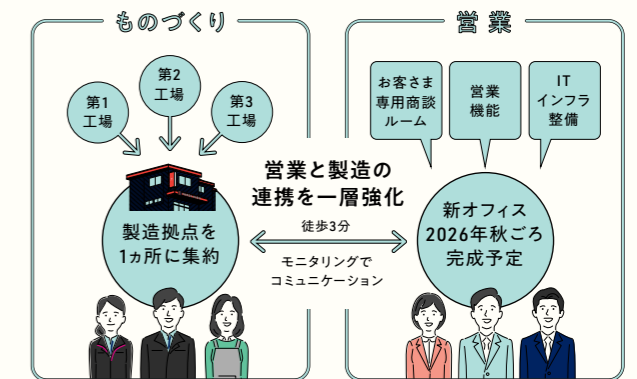 ものづくり
第1
工場
第2
工場
第3
工場
製造拠点を
1ヵ所に集約
営業と製造の
連携を一層強化
徒歩3分
モニタリングで
コミュニケーション
営業
お客さま
専用商談
ルーム
営業
機能
IT
インフラ
整備
新オフィス
2026年秋ごろ
完成予定